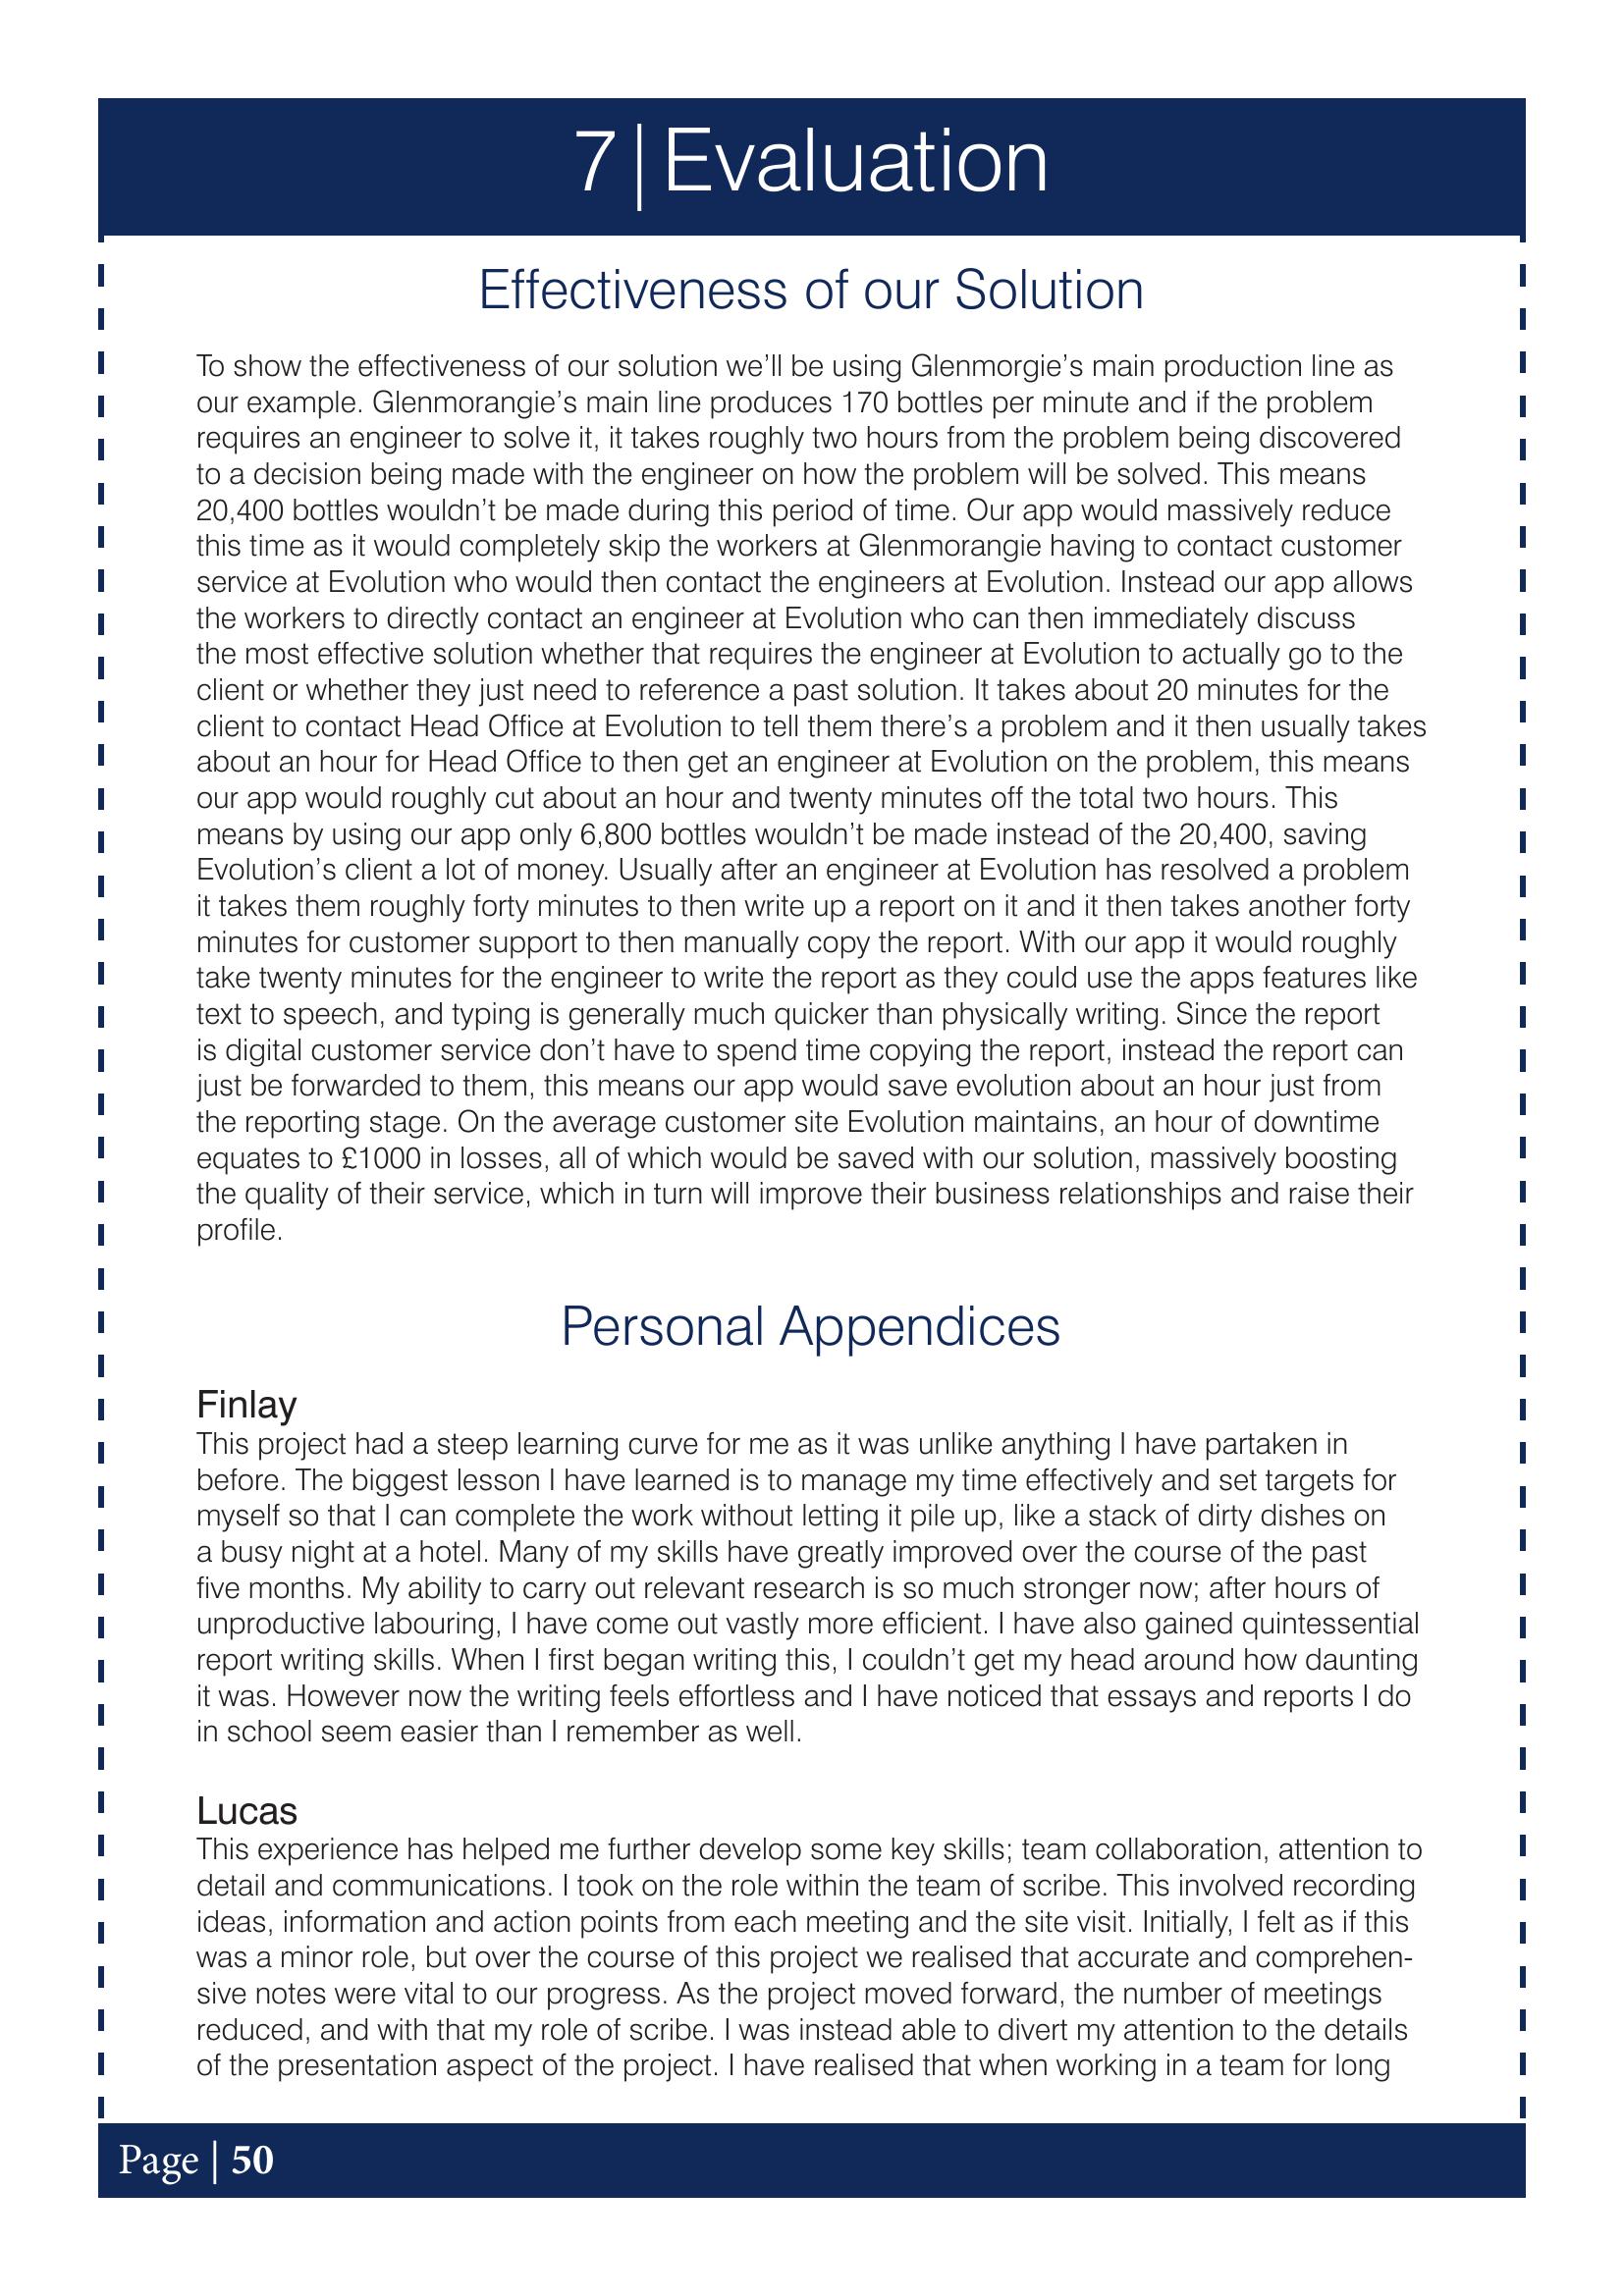 7|Evaluation
Effectiveness of our Solution
To show the effectiveness of our solution we’ll be using Glenmorgie’s main production line as
our example. Glenmorangie’s main line produces 170 bottles per minute and if the problem
requires an engineer to solve it, it takes roughly two hours from the problem being discovered
to a decision being made with the engineer on how the problem will be solved. This means
20,400 bottles wouldn’t be made during this period of time. Our app would massively reduce
this time as it would completely skip the workers at Glenmorangie having to contact customer
service at Evolution who would then contact the engineers at Evolution. Instead our app allows
the workers to directly contact an engineer at Evolution who can then immediately discuss
the most effective solution whether that requires the engineer at Evolution to actually go to the
client or whether they just need to reference a past solution. It takes about 20 minutes for the
client to contact Head Office at Evolution to tell them there’s a problem and it then usually takes
about an hour for Head Office to then get an engineer at Evolution on the problem, this means
our app would roughly cut about an hour and twenty minutes off the total two hours. This
means by using our app only 6,800 bottles wouldn’t be made instead of the 20,400, saving
Evolution’s client a lot of money. Usually after an engineer at Evolution has resolved a problem
it takes them roughly forty minutes to then write up a report on it and it then takes another forty
minutes for customer support to then manually copy the report. With our app it would roughly
take twenty minutes for the engineer to write the report as they could use the apps features like
text to speech, and typing is generally much quicker than physically writing. Since the report
is digital customer service don’t have to spend time copying the report, instead the report can
just be forwarded to them, this means our app would save evolution about an hour just from
the reporting stage. On the average customer site Evolution maintains, an hour of downtime
equates to £1000 in losses, all of which would be saved with our solution, massively boosting
the quality of their service, which in turn will improve their business relationships and raise their
profile.
Personal Appendices
Finlay
This project had a steep learning curve for me as it was unlike anything I have partaken in
before. The biggest lesson I have learned is to manage my time effectively and set targets for
myself so that I can complete the work without letting it pile up, like a stack of dirty dishes on
a busy night at a hotel. Many of my skills have greatly improved over the course of the past
five months. My ability to carry out relevant research is so much stronger now; after hours of
unproductive labouring, I have come out vastly more efficient. I have also gained quintessential
report writing skills. When I first began writing this, I couldn’t get my head around how daunting
it was. However now the writing feels effortless and I have noticed that essays and reports I do
in school seem easier than I remember as well.
Lucas
This experience has helped me further develop some key skills; team collaboration, attention to
detail and communications. I took on the role within the team of scribe. This involved recording
ideas, information and action points from each meeting and the site visit. Initially, I felt as if this
was a minor role, but over the course of this project we realised that accurate and comprehen-
sive notes were vital to our progress. As the project moved forward, the number of meetings
reduced, and with that my role of scribe. I was instead able to divert my attention to the details
of the presentation aspect of the project. I have realised that when working in a team for long
Page | 50